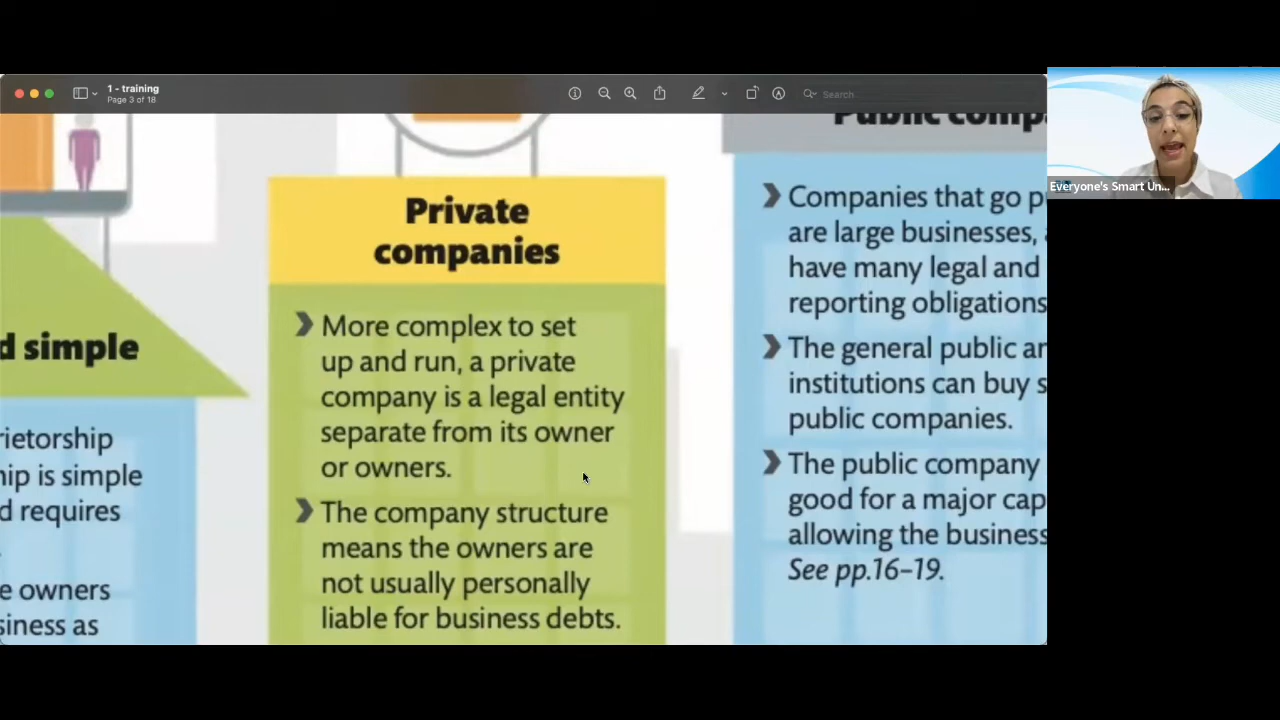 1 - training
Page 3 of 18
Search
Everyone's Smart Un...
d simple
rietorship
hip is simple
d requires
e owners
siness as
Private
companies
More complex to set
up and run, a private
company is a legal entity
separate from its owner
or owners.
The company structure
means the owners are
not usually personally
liable for business debts.
Public compa
Companies that go p
are large businesses,
have many legal and
reporting obligations
The general public an
institutions can buy s
public companies.
The public company
good for a major cap
allowing the business
See pp.16–19.